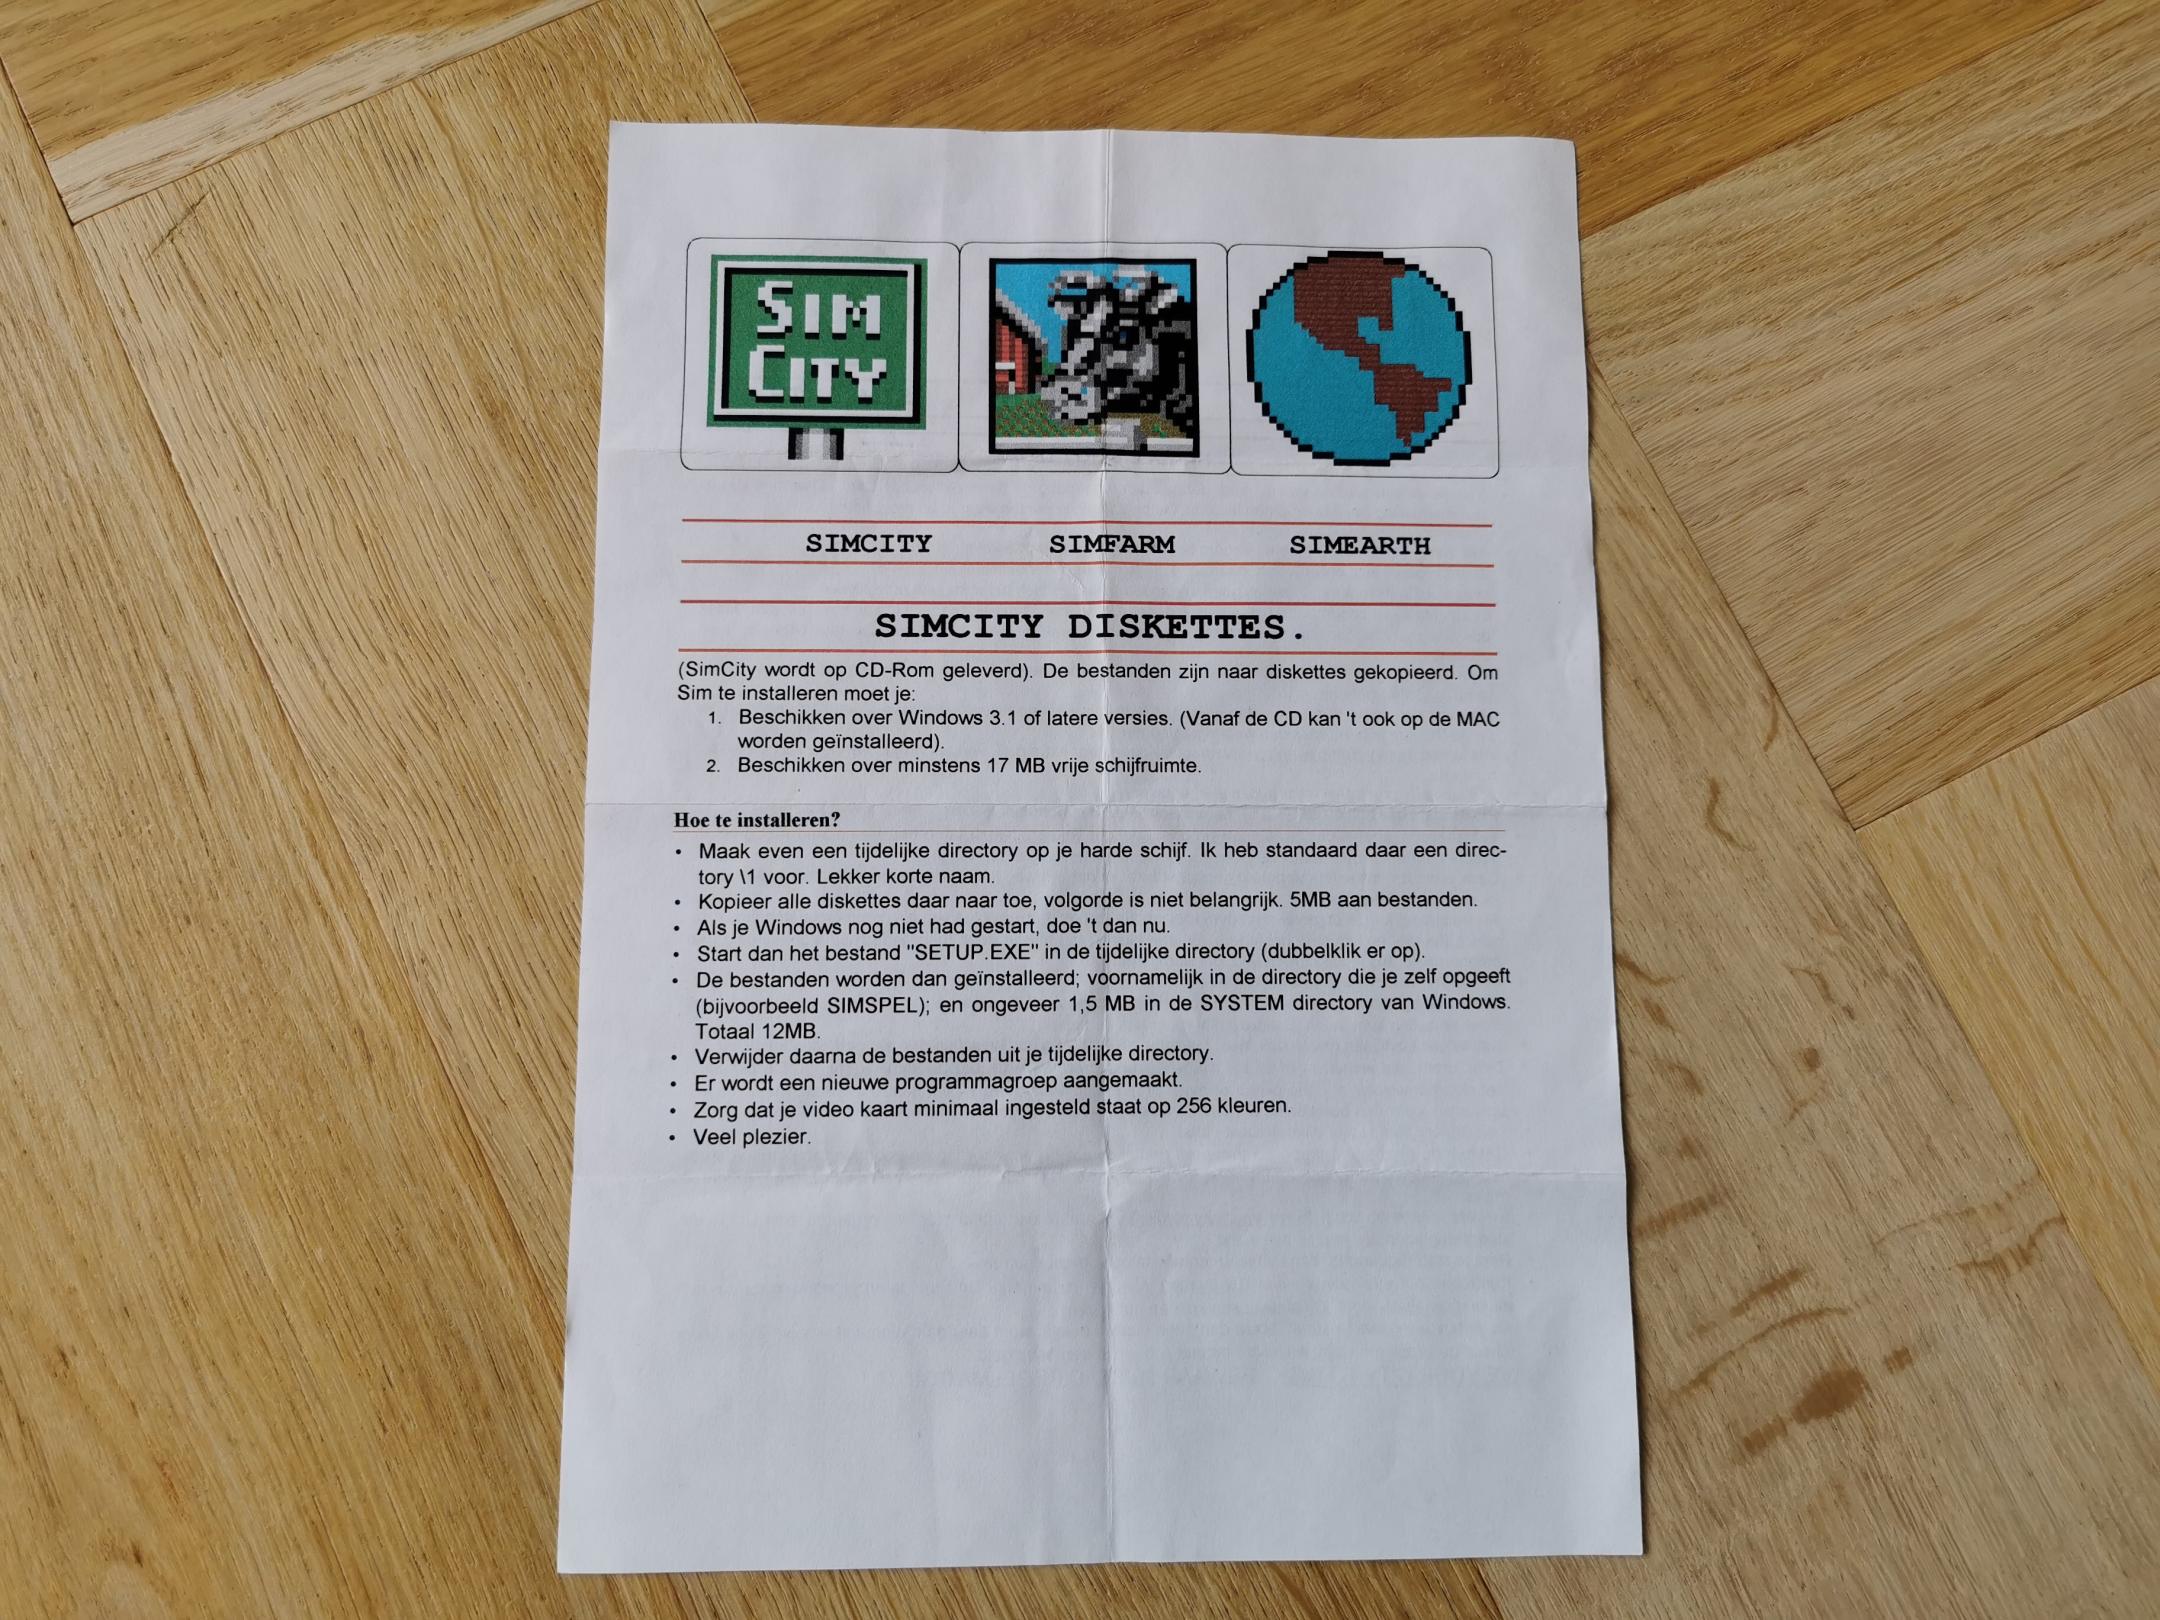 SIM
CITY
SIMCITY SIMFARM SIMEARTH
SIMCITY DISKETTES.
(SimCity wordt op CD-Rom geleverd). De bestanden zijn naar diskettes gekopieerd. Om
Sim te installeren moet je:
1. Beschikken over Windows 3.1 of latere versies. (Vanaf de CD kan 't ook op de MAC
worden geïnstalleerd).
2. Beschikken over minstens 17 MB vrije schijfruimte.
Hoe te installeren?
• Maak even een tijdelijke directory op je harde schijf. Ik heb standaard daar een direc-
tory \1 voor. Lekker korte naam.
• Kopieer alle diskettes daar naar toe, volgorde is niet belangrijk. 5MB aan bestanden.
• Als je Windows nog niet had gestart, doe 't dan nu.
• Start dan het bestand "SETUP.EXE" in de tijdelijke directory (dubbelklik er op).
• De bestanden worden dan geïnstalleerd; voornamelijk in de directory die je zelf opgeeft
(bijvoorbeeld SIMSPEL); en ongeveer 1,5 MB in de SYSTEM directory van Windows.
Totaal 12MB.
• Verwijder daarna de bestanden uit je tijdelijke directory.
• Er wordt een nieuwe programmagroep aangemaakt.
• Zorg dat je video kaart minimaal ingesteld staat op 256 kleuren.
• Veel plezier.